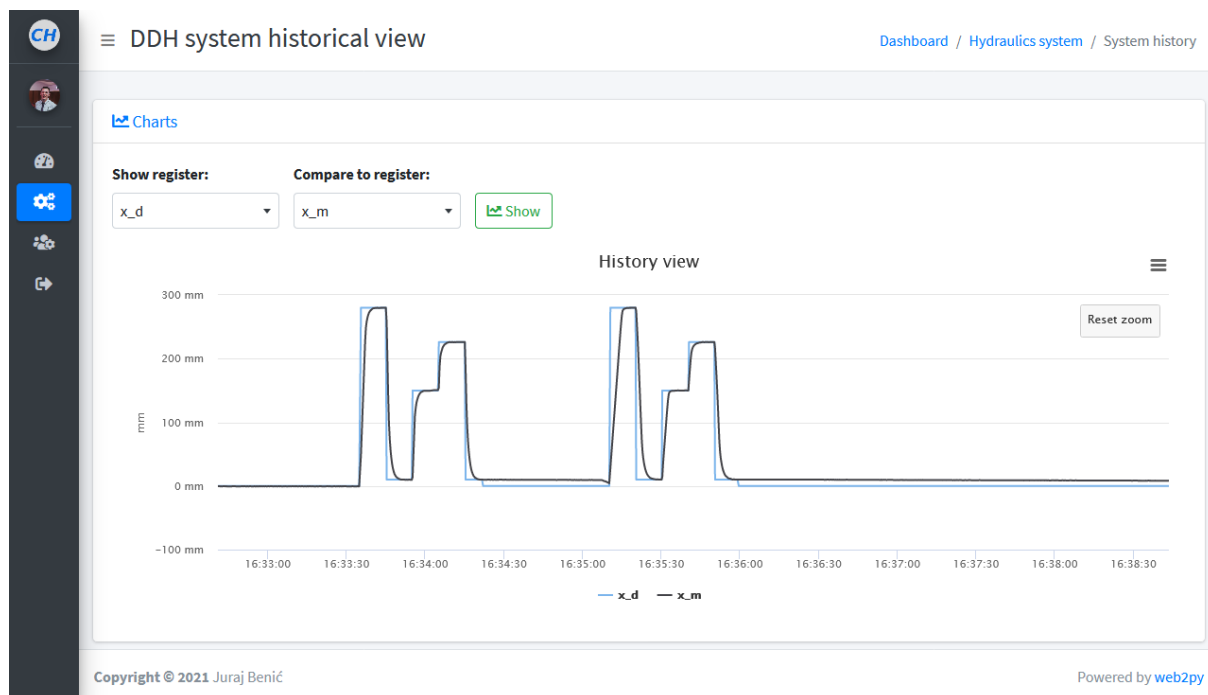 CH
DDH system historical view
Dashboard / Hydraulics system / System history
Charts
Show register:
Compare to register:
x_d
x_m
Show
History view
Reset zoom
300 mm
200 mm
100 mm
0 mm
-100 mm
mm
16:33:00 16:33:30 16:34:00 16:34:30 16:35:00 16:35:30 16:36:00 16:36:30 16:37:00 16:37:30 16:38:00 16:38:30
x_d x_m
Copyright © 2021 Juraj Benić
Powered by web2py